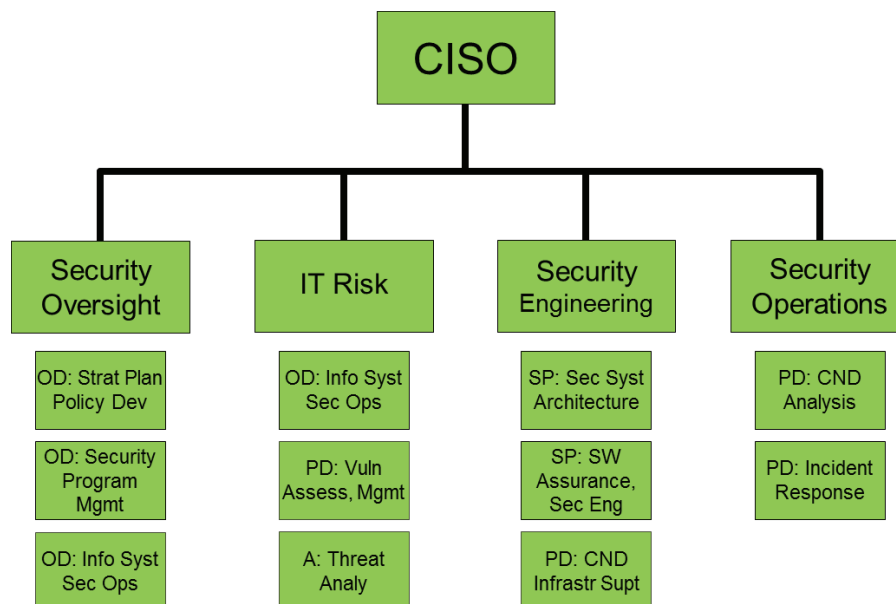 CISO
Security
Oversight
IT Risk
Security
Engineering
Security
Operations
OD: Strat Plan
Policy Dev
OD: Info Syst
Sec Ops
SP: Sec Syst
Architecture
PD: CND
Analysis
OD: Security
Program
Mgmt
PD: Vuln
Assess, Mgmt
SP: SW
Assurance,
Sec Eng
PD: Incident
Response
OD: Info Syst
Sec Ops
A: Threat
Analy
PD: CND
Infrastr Supt